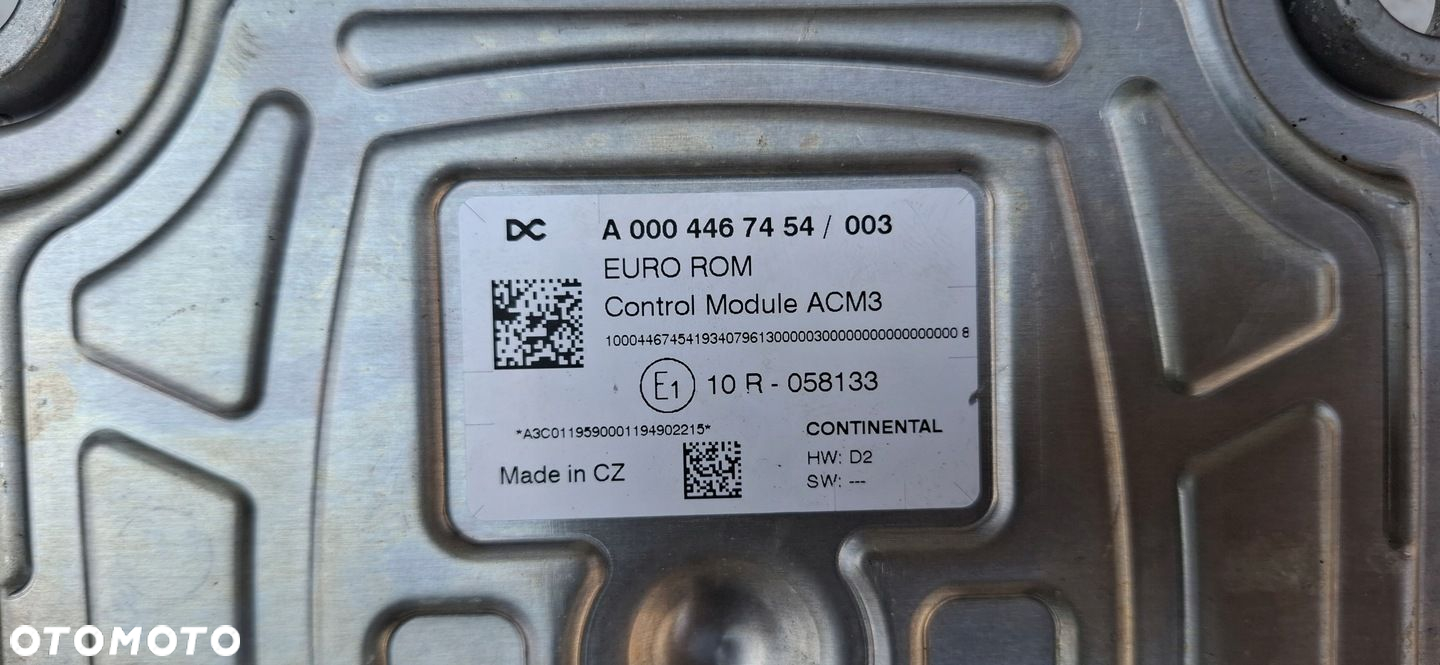 DC A 000 446 74 54 / 003
EURO ROM
Control Module ACM3
10004467454193407961300000300000000000000000 8
E1 10 R - 058133
*A3C0119590001194902215*
CONTINENTAL
HW: D2
Made in CZ
SW: ---
OTOMOTO